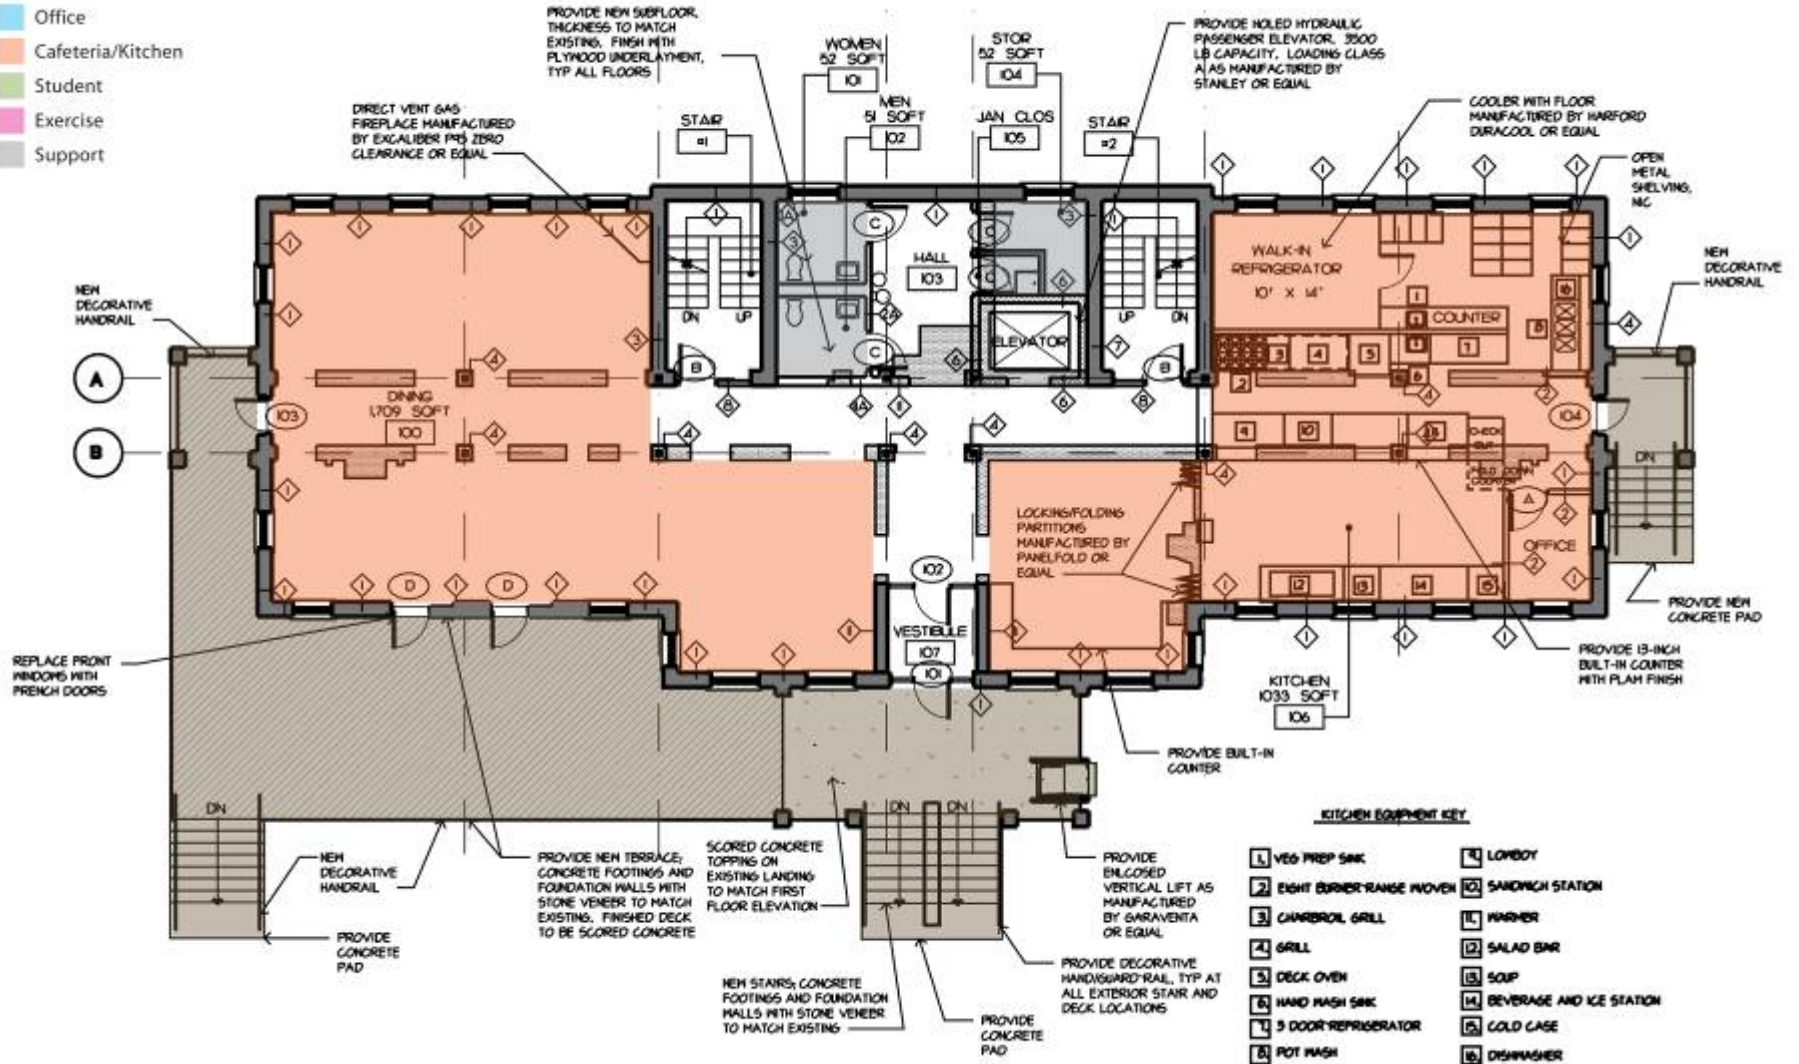 Office
Cafeteria/Kitchen
Student
Exercise
Support
PROVIDE NEW SUBFLOOR,
THICKNESS TO MATCH
EXISTING, FINSH WITH
PLYWOOD UNDERLAYMENT,
TYP ALL FLOORS
WOMEN
52 SQFT
101
MEN
51 SQFT
102
STOR
52 SQFT
104
JAN CLOS
105
PROVIDE HOLED HYDRAULIC
PASSENGER ELEVATOR, 3500
LB CAPACITY, LOADING CLASS
A AS MANUFACTURED BY
STANLEY OR EQUAL
DIRECT VENT GAS
FIREPLACE MANUFACTURED
BY EXCALIBER P95 ZERO
CLEARANCE OR EQUAL
STAIR
#1
STAIR
#2
COOLER WITH FLOOR
MANUFACTURED BY HARFORD
DURACOOL OR EQUAL
OPEN
METAL
SHELVING,
NIC
NEW
DECORATIVE
HANDRAIL
NEW
DECORATIVE
HANDRAIL
HALL
103
WALK-IN
REFRIGERATOR
10' X 14'
COUNTER
DN UP
UP DN
ELEVATOR
A
B
DINING
1,709 SQFT
100
103
104
CHECK
OUT
FOLD DOWN
COUNTER
DN
LOCKING/FOLDING
PARTITIONS
MANUFACTURED BY
PANELFOLD OR
EQUAL
OFFICE
102
VESTIBULE
107
101
REPLACE FRONT
WINDOWS WITH
FRENCH DOORS
PROVIDE NEW
CONCRETE PAD
PROVIDE 13-INCH
BUILT-IN COUNTER
WITH PLAM FINISH
KITCHEN
1033 SQFT
106
PROVIDE BUILT-IN
COUNTER
DN
DN DN
NEW
DECORATIVE
HANDRAIL
PROVIDE
CONCRETE
PAD
PROVIDE NEW TERRACE;
CONCRETE FOOTINGS AND
FOUNDATION WALLS WITH
STONE VENEER TO MATCH
EXISTING. FINISHED DECK
TO BE SCORED CONCRETE
SCORED CONCRETE
TOPPING ON
EXISTING LANDING
TO MATCH FIRST
FLOOR ELEVATION
NEW STAIRS; CONCRETE
FOOTINGS AND FOUNDATION
WALLS WITH STONE VENEER
TO MATCH EXISTING
PROVIDE
CONCRETE
PAD
PROVIDE
ENLCOSED
VERTICAL LIFT AS
MANUFACTURED
BY GARAVENTA
OR EQUAL
PROVIDE DECORATIVE
HAND/GUARD-RAIL, TYP AT
ALL EXTERIOR STAIR AND
DECK LOCATIONS
KITCHEN EQUIPMENT KEY
1. VEG PREP SINK
2. EIGHT BURNER RANGE W/OVEN
3. CHARBROIL GRILL
4. GRILL
5. DECK OVEN
6. HAND WASH SINK
7. 3 DOOR REFRIGERATOR
8. POT WASH
9. LOWBOY
10. SANDWICH STATION
11. WARMER
12. SALAD BAR
13. SOUP
14. BEVERAGE AND ICE STATION
15. COLD CASE
16. DISHWASHER